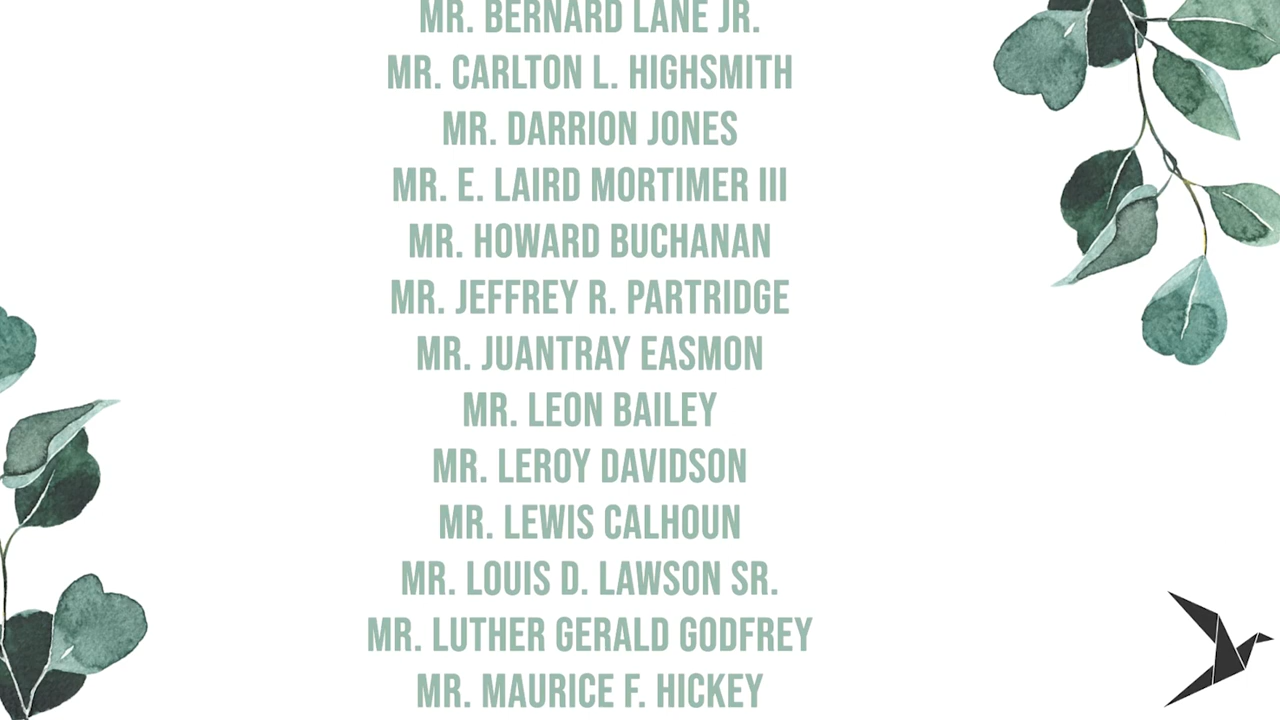 MR. BERNARD LANE JR.
MR. CARLTON L. HIGHSMITH
MR. DARRION JONES
MR. E. LAIRD MORTIMER III
MR. HOWARD BUCHANAN
MR. JEFFREY R. PARTRIDGE
MR. JUANTRAY EASMON
MR. LEON BAILEY
MR. LEROY DAVIDSON
MR. LEWIS CALHOUN
MR. LOUIS D. LAWSON SR.
MR. LUTHER GERALD GODFREY
MR. MAURICE F. HICKEY